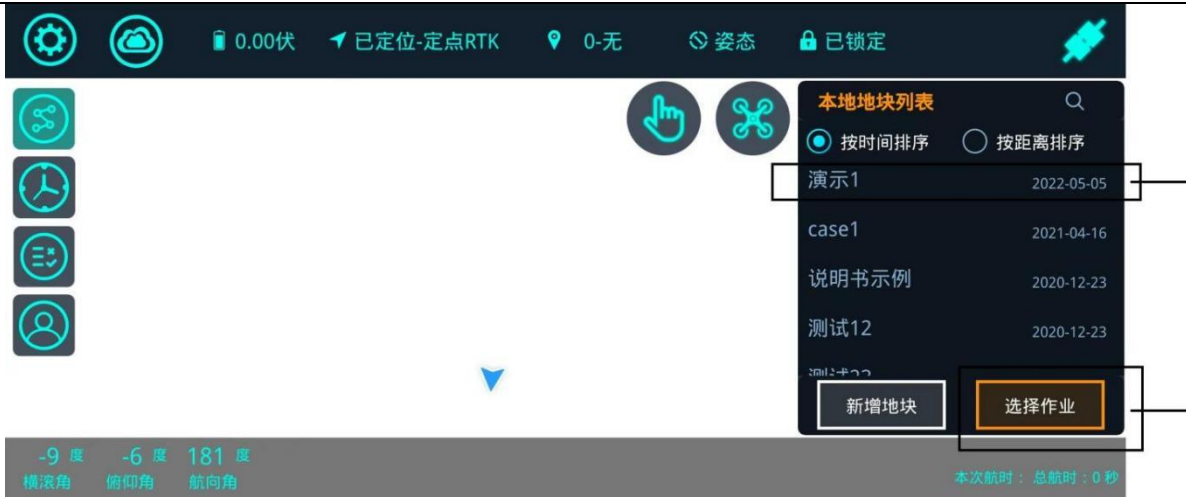 0.00伏 已定位-定点RTK 0-无 姿态 已锁定
本地地块列表
按时间排序 按距离排序
演示1 2022-05-05
case1 2021-04-16
说明书示例 2020-12-23
测试12 2020-12-23
新增地块 选择作业
-9 度 -6 度 181 度
横滚角 俯仰角 航向角
本次航时： 总航时：0 秒